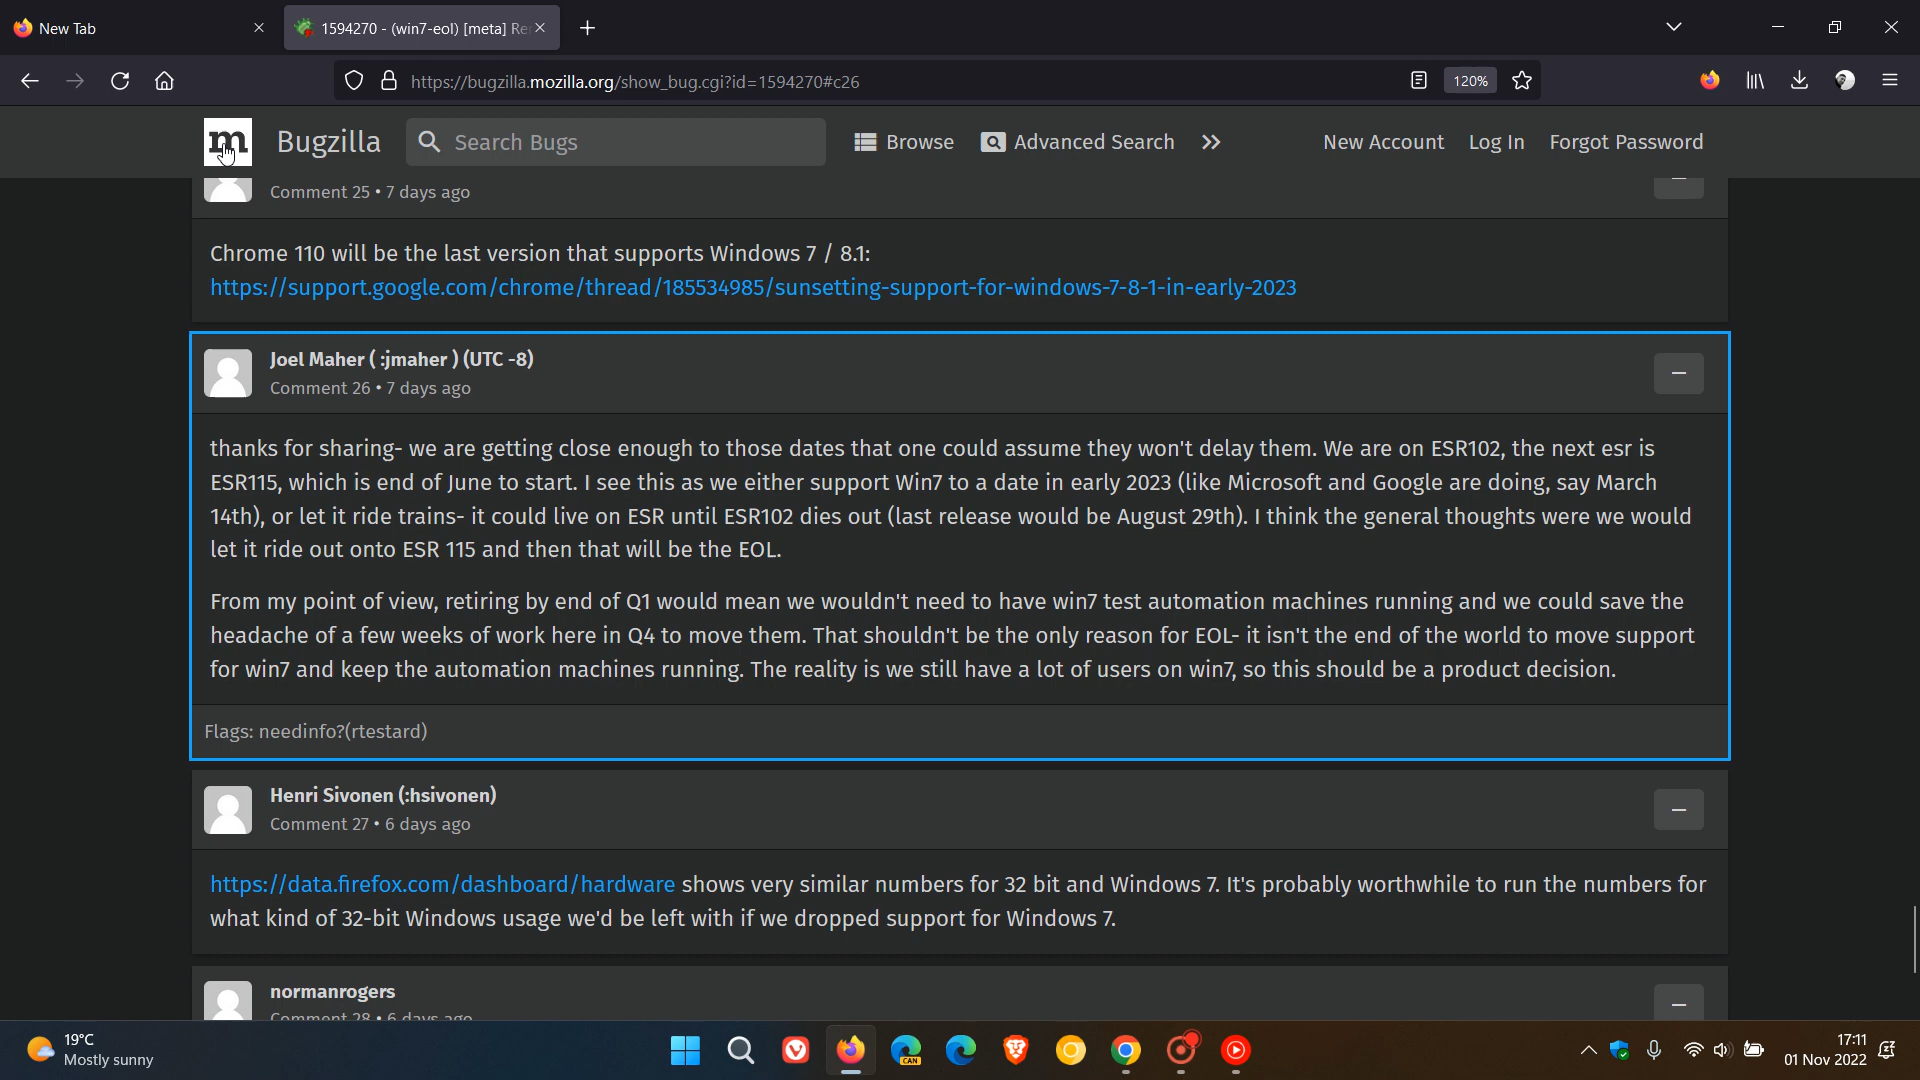 New Tab
1594270 - (win7-eol) [meta] Re
https://bugzilla.mozilla.org/show_bug.cgi?id=1594270#c26
120%
m
Bugzilla
Search Bugs
Browse
Advanced Search
New Account
Log In
Forgot Password
Comment 25 • 7 days ago
Chrome 110 will be the last version that supports Windows 7 / 8.1:
https://support.google.com/chrome/thread/185534985/sunsetting-support-for-windows-7-8-1-in-early-2023
Joel Maher ( :jmaher ) (UTC -8)
Comment 26 • 7 days ago
thanks for sharing- we are getting close enough to those dates that one could assume they won't delay them. We are on ESR102, the next esr is
ESR115, which is end of June to start. I see this as we either support Win7 to a date in early 2023 (like Microsoft and Google are doing, say March
14th), or let it ride trains- it could live on ESR until ESR102 dies out (last release would be August 29th). I think the general thoughts were we would
let it ride out onto ESR 115 and then that will be the EOL.
From my point of view, retiring by end of Q1 would mean we wouldn't need to have win7 test automation machines running and we could save the
headache of a few weeks of work here in Q4 to move them. That shouldn't be the only reason for EOL- it isn't the end of the world to move support
for win7 and keep the automation machines running. The reality is we still have a lot of users on win7, so this should be a product decision.
Flags: needinfo?(rtestard)
Henri Sivonen (:hsivonen)
Comment 27 • 6 days ago
https://data.firefox.com/dashboard/hardware shows very similar numbers for 32 bit and Windows 7. It's probably worthwhile to run the numbers for
what kind of 32-bit Windows usage we'd be left with if we dropped support for Windows 7.
normanrogers
Comment 28 • 6 days ago
19°C
Mostly sunny
CAN
17:11
01 Nov 2022